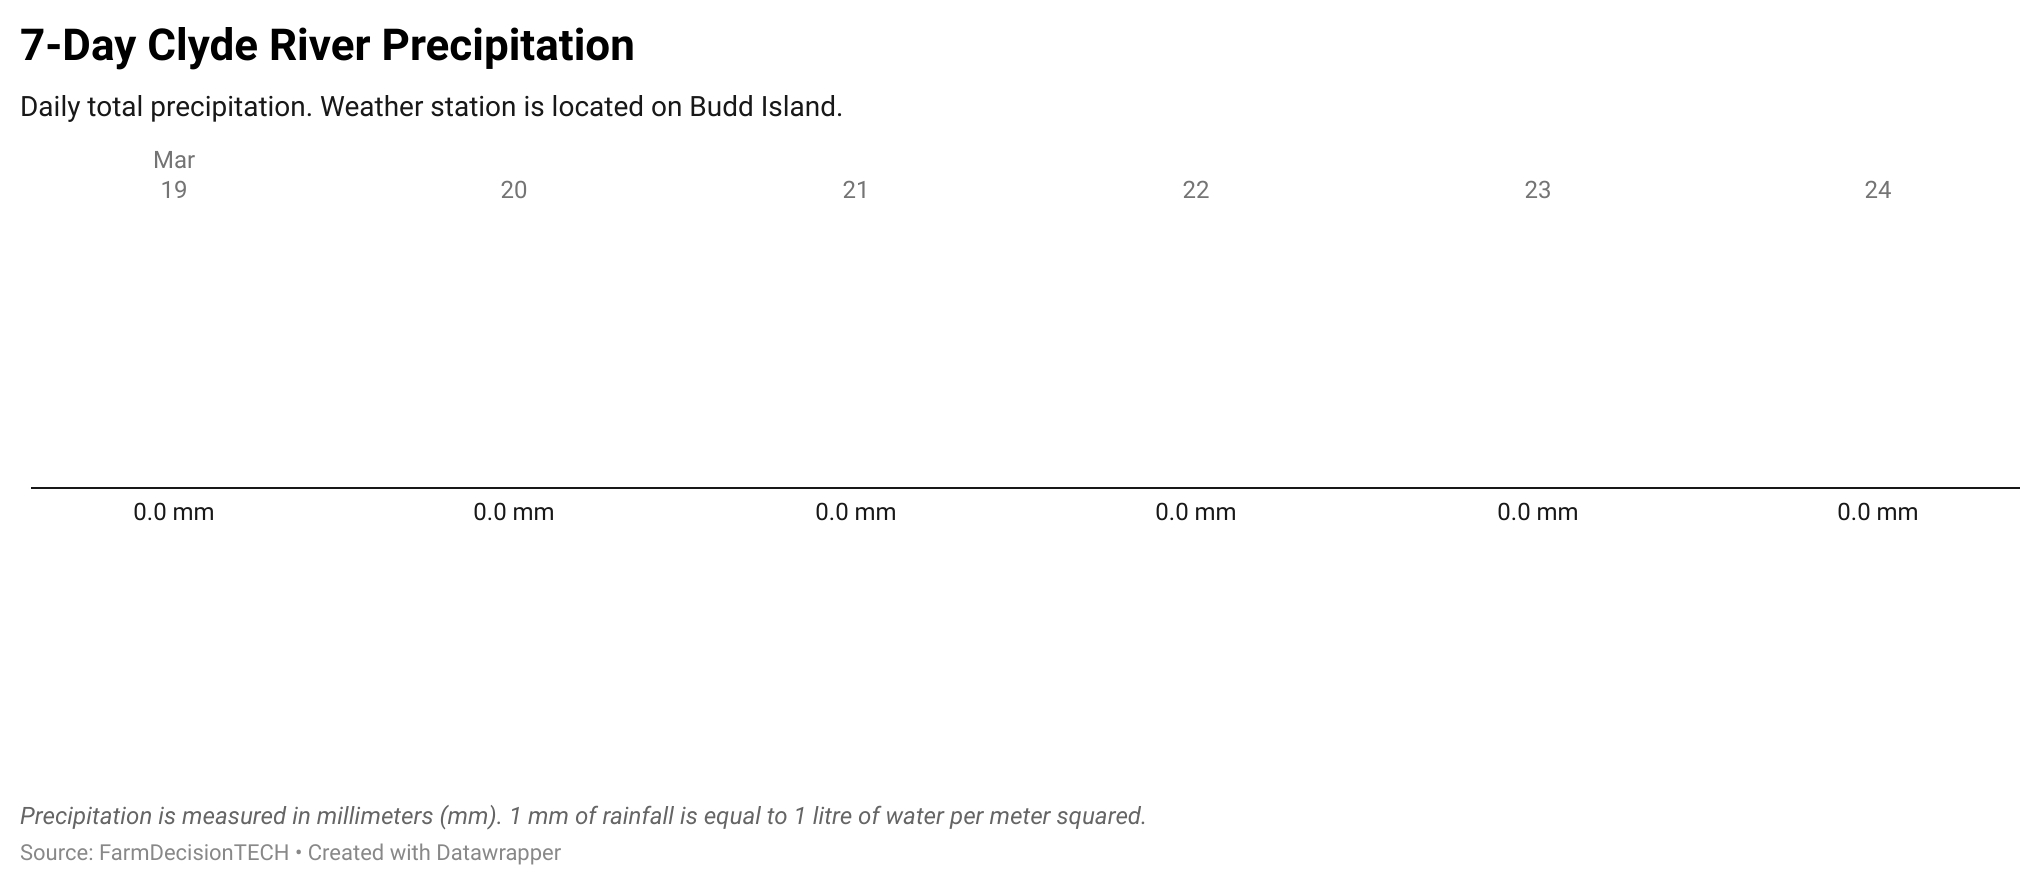 7-Day Clyde River Precipitation
Daily total precipitation. Weather station is located on Budd Island.
Mar
19 20 21 22 23 24
0.0 mm 0.0 mm 0.0 mm 0.0 mm 0.0 mm 0.0 mm
Precipitation is measured in millimeters (mm). 1 mm of rainfall is equal to 1 litre of water per meter squared.
Source: FarmDecisionTECH • Created with Datawrapper